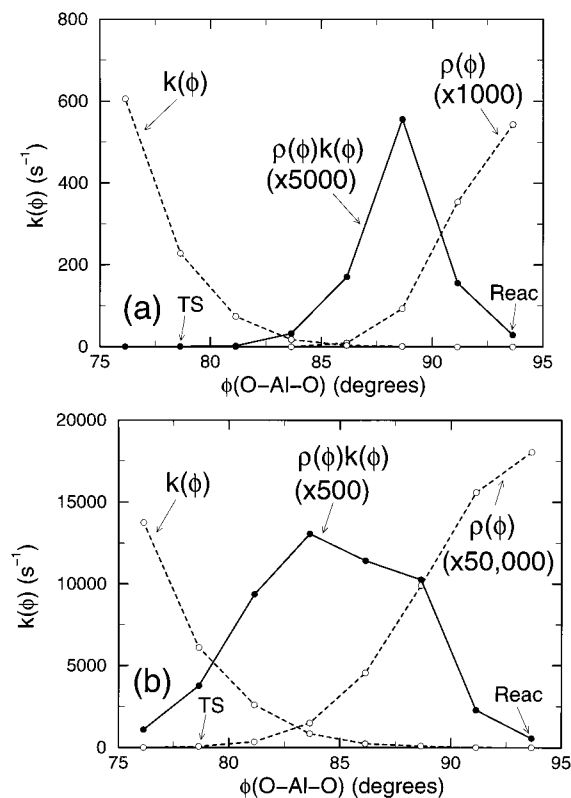 800
600
400
200
0
k(ϕ) (s⁻¹)
k(ϕ)
ρ(ϕ)
(x1000)
ρ(ϕ)k(ϕ)
(x5000)
(a)
TS
Reac
75 80 85 90 95
ϕ(O–Al–O) (degrees)
20000
15000
10000
5000
0
k(ϕ) (s⁻¹)
k(ϕ)
ρ(ϕ)k(ϕ)
(x500)
ρ(ϕ)
(x50,000)
(b)
TS
Reac
75 80 85 90 95
ϕ(O–Al–O) (degrees)